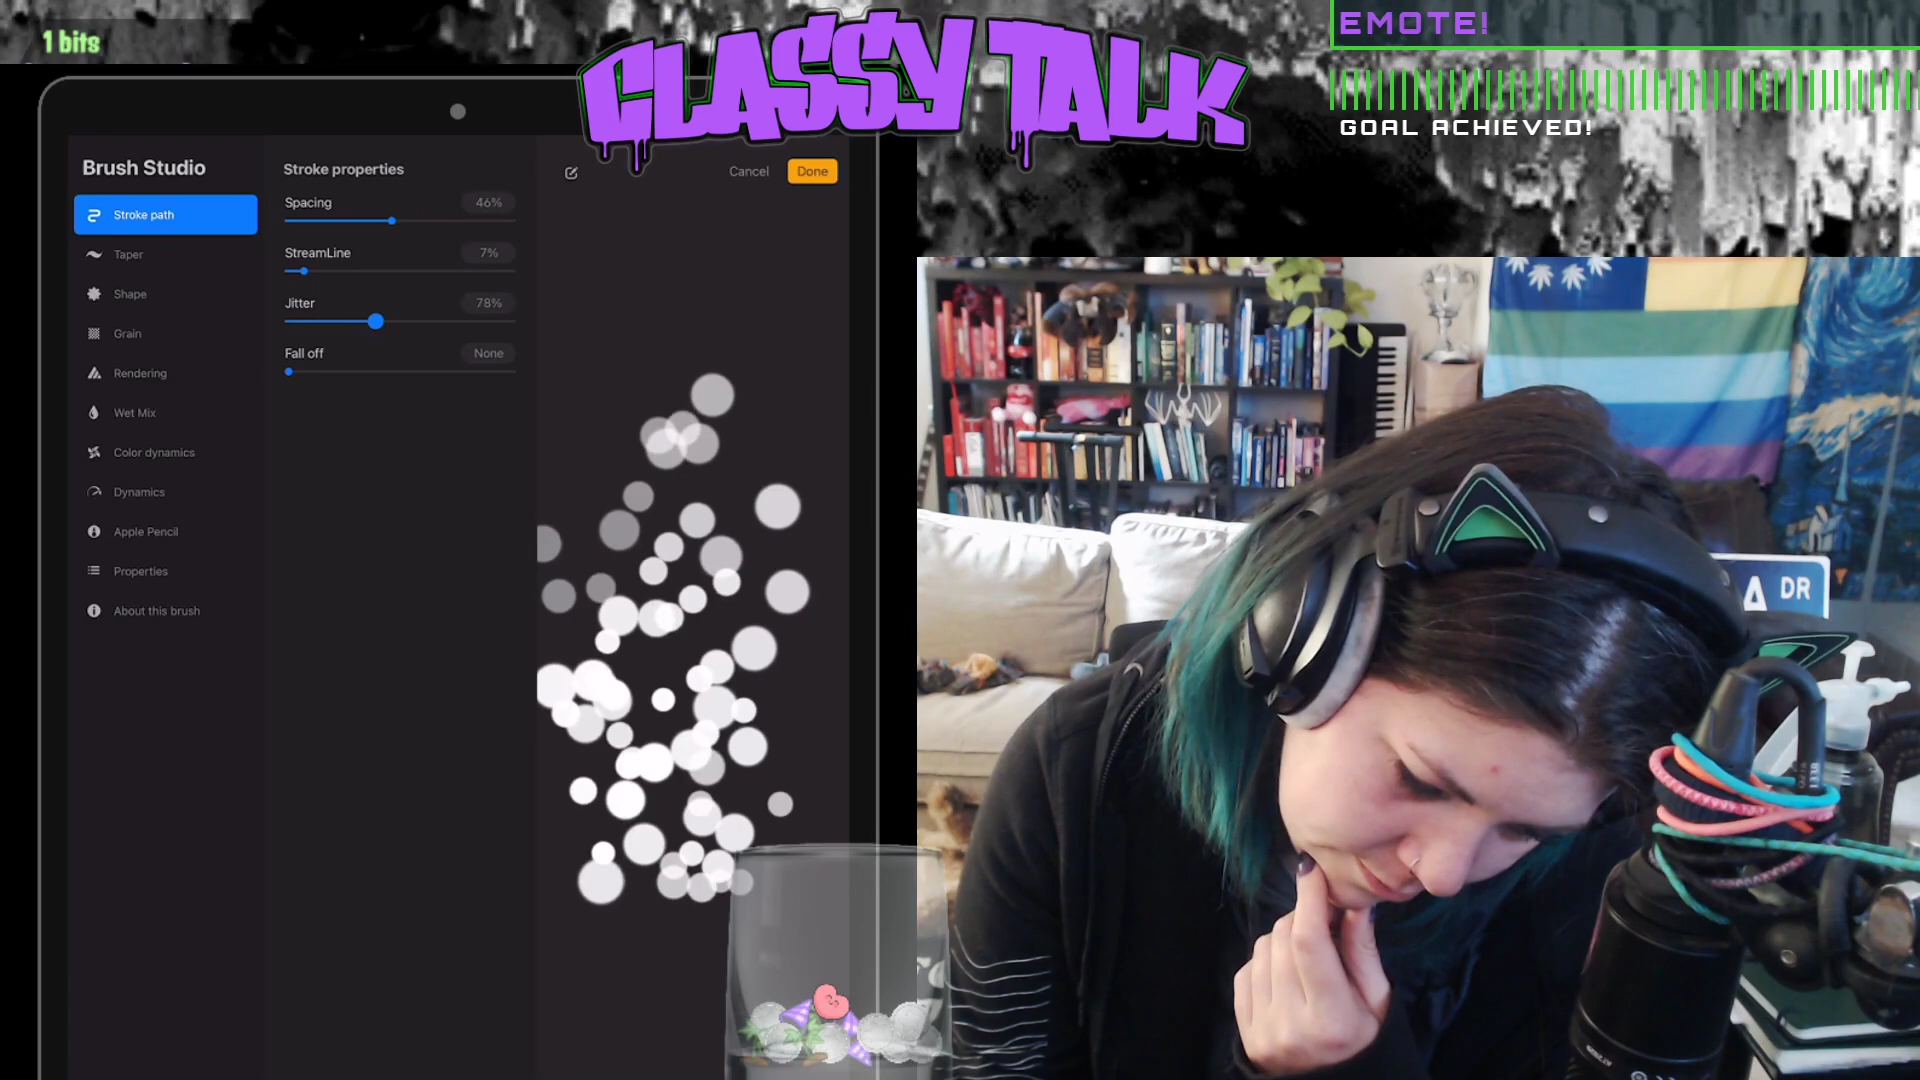 1 bits
CLASSY TALK
EMOTE!
GOAL ACHIEVED!
Brush Studio
Stroke path
Taper
Shape
Grain
Rendering
Wet Mix
Color dynamics
Dynamics
Apple Pencil
Properties
About this brush
Stroke properties
Spacing 46%
StreamLine 7%
Jitter 78%
Fall off None
Cancel Done
DR